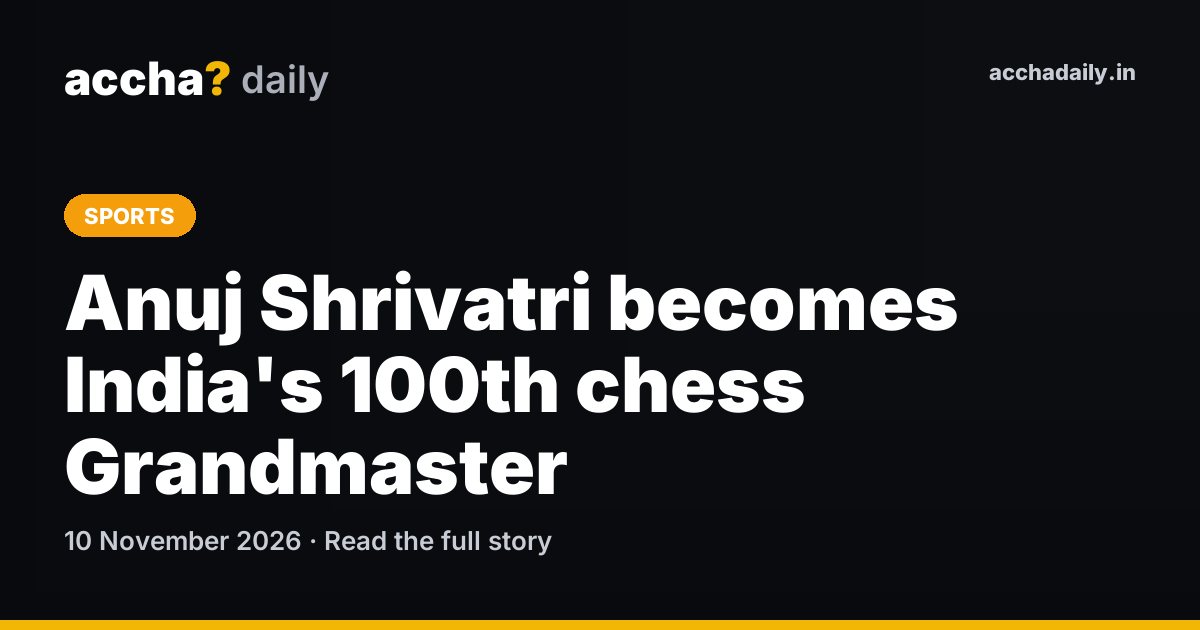 accha? daily
acchadaily.in
SPORTS
Anuj Shrivatri becomes
India's 100th chess
Grandmaster
10 November 2026 · Read the full story